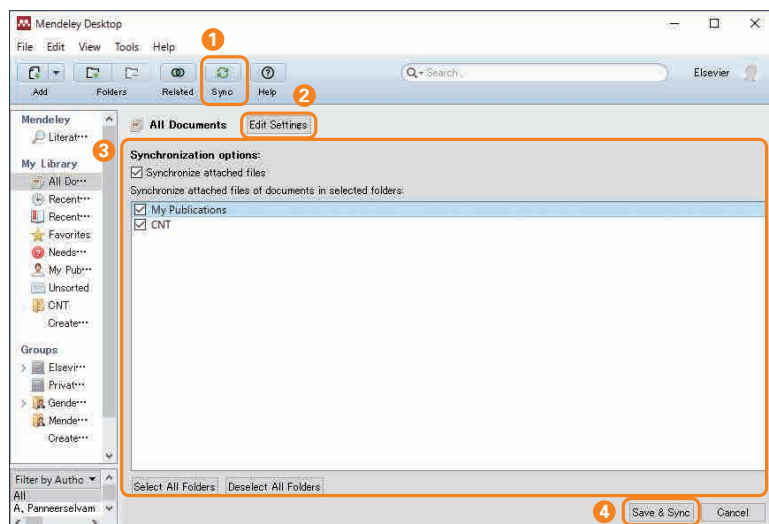 Mendeley Desktop
File Edit View Tools Help
1
Add Folders Related Sync Help
Search...
Elsevier
2
Mendeley
Literat···
My Library
All Do···
Recent···
Recent···
Favorites
Needs···
My Pub···
Unsorted
CNT
Create···
Groups
Elsevi···
Privat···
Gende···
Mende···
Create···
Filter by Autho
All
A, Panneerselvam
All Documents Edit Settings
3
Synchronization options:
Synchronize attached files
Synchronize attached files of documents in selected folders:
My Publications
CNT
Select All Folders Deselect All Folders
4
Save & Sync Cancel